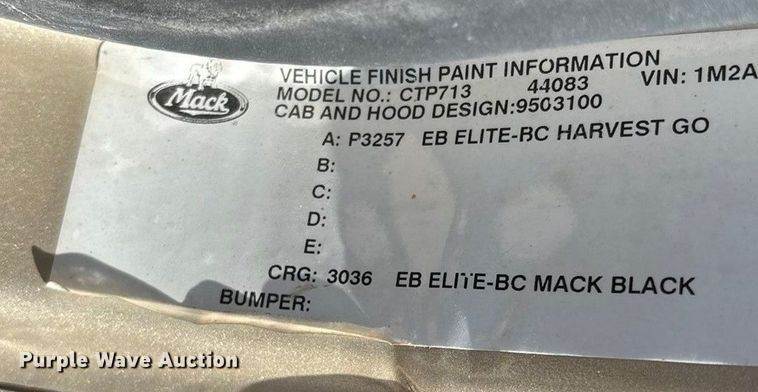 Mack
VEHICLE FINISH PAINT INFORMATION
MODEL NO.: CTP713 44083 VIN: 1M2A
CAB AND HOOD DESIGN:9503100
A: P3257 EB ELITE-BC HARVEST GO
B:
C:
D:
E:
CRG: 3036 EB ELITE-BC MACK BLACK
BUMPER:
Purple Wave Auction